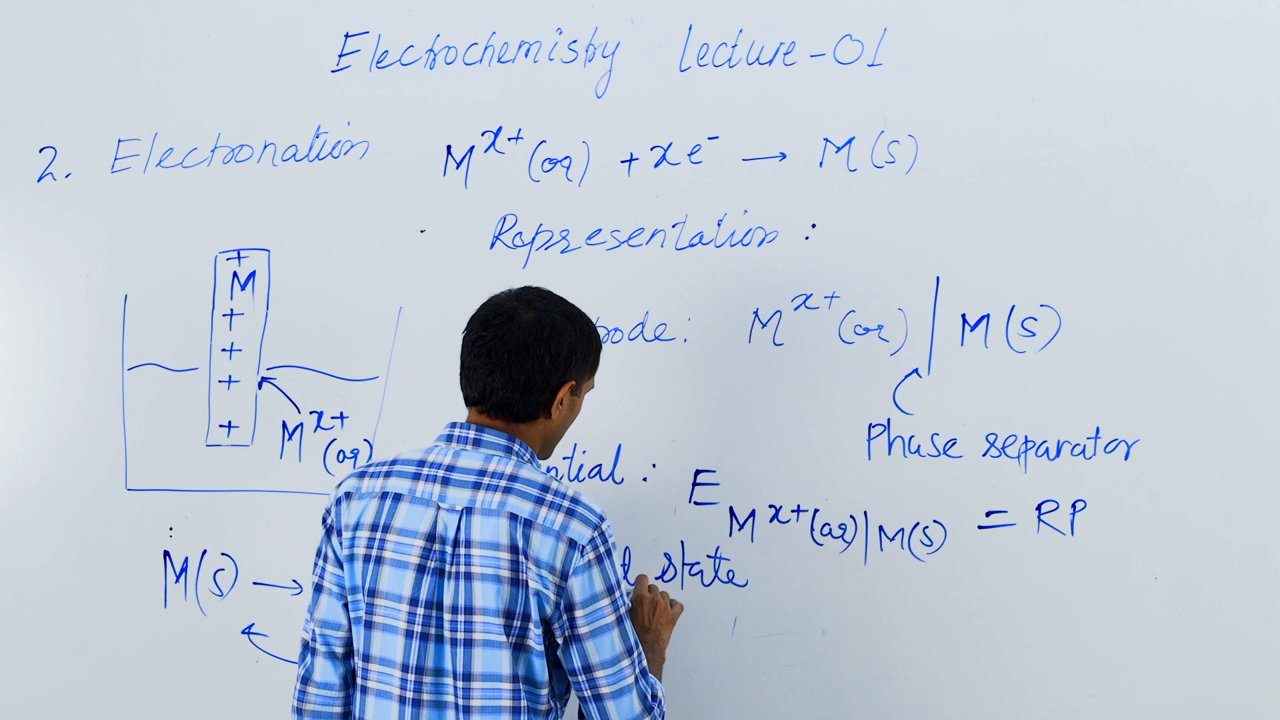 Electrochemistry Lecture-01
2. Electronation M^x+(aq) + xe⁻ → M(s)
Representation :
ode: M^x+(aq) | M(s)
Phase separator
ntial : E M^x+(aq)|M(s) = RP
state
+
M
+
+
+
+
M^x+(aq)
M(s) →